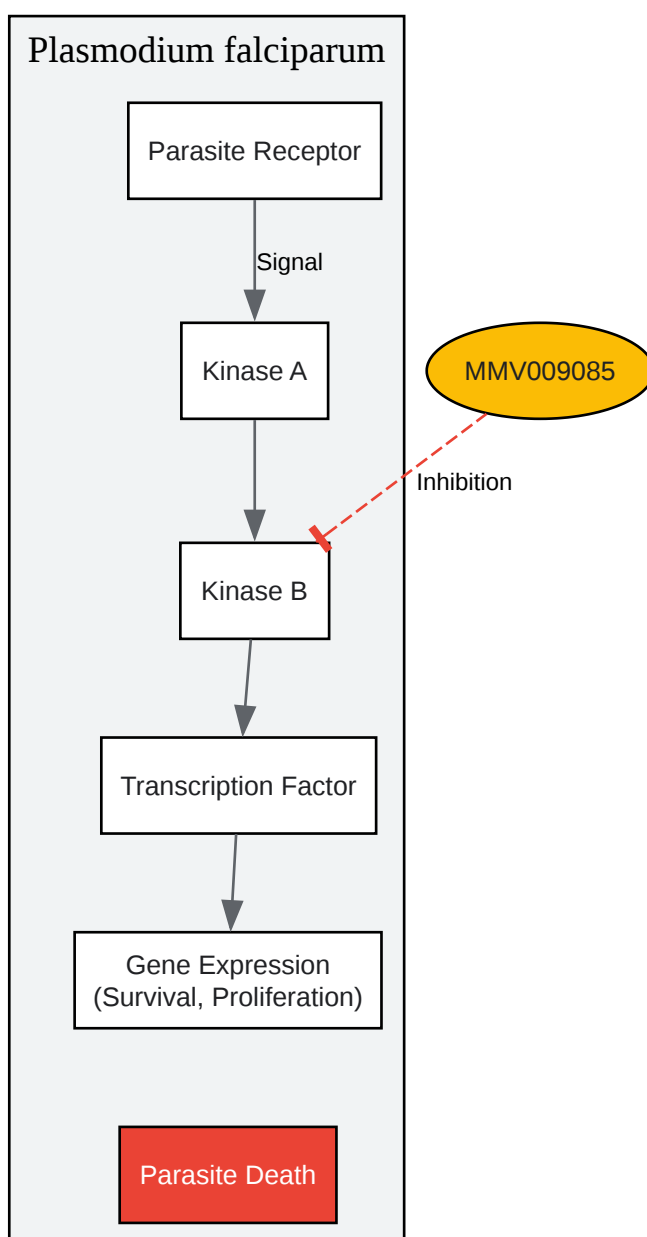 Plasmodium falciparum
Parasite Receptor
Signal
Kinase A
MMV009085
Inhibition
Kinase B
Transcription Factor
Gene Expression
(Survival, Proliferation)
Parasite Death